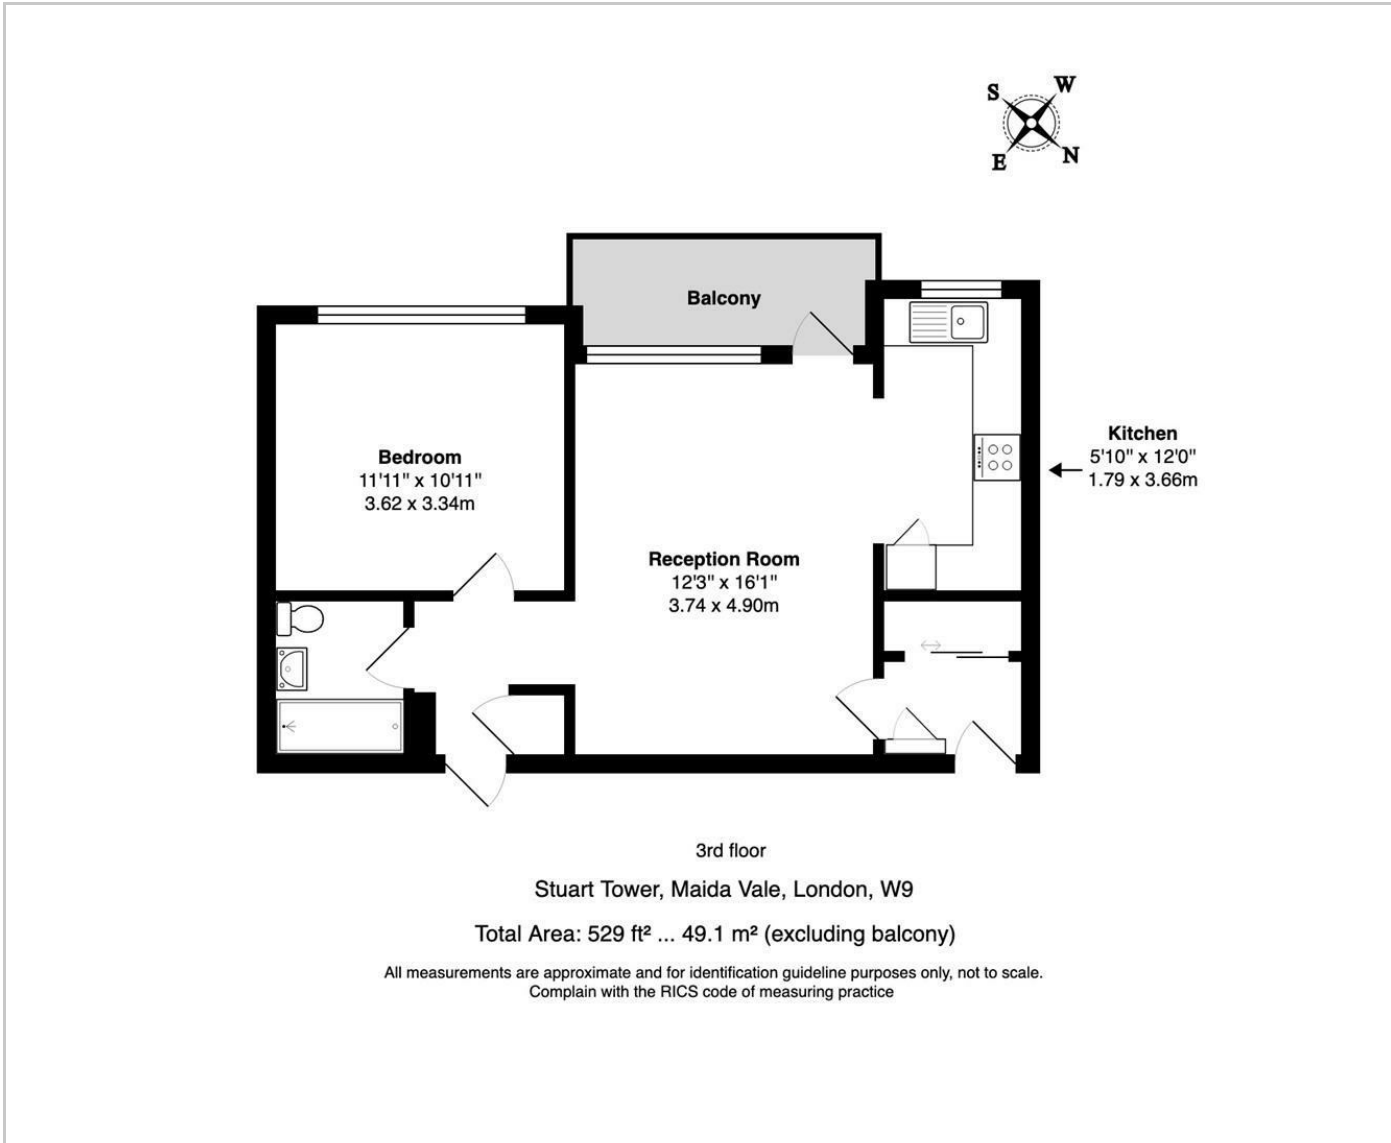 S W
E N
Balcony
Bedroom
11'11" x 10'11"
3.62 x 3.34m
Kitchen
5'10" x 12'0"
1.79 x 3.66m
Reception Room
12'3" x 16'1"
3.74 x 4.90m
3rd floor
Stuart Tower, Maida Vale, London, W9
Total Area: 529 ft² ... 49.1 m² (excluding balcony)
All measurements are approximate and for identification guideline purposes only, not to scale.
Complain with the RICS code of measuring practice